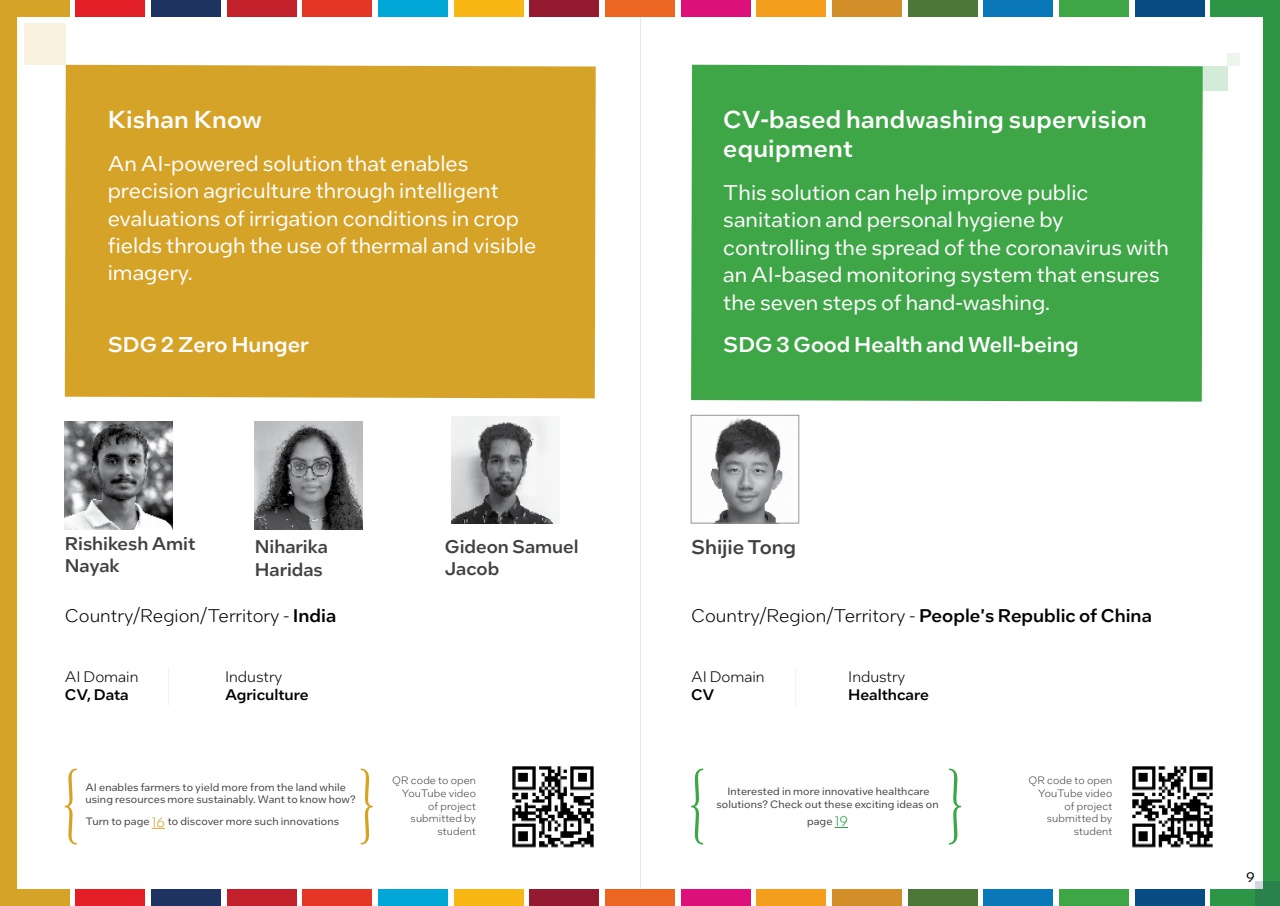 Kishan Know
An AI-powered solution that enables
precision agriculture through intelligent
evaluations of irrigation conditions in crop
fields through the use of thermal and visible
imagery.
SDG 2 Zero Hunger
Rishikesh Amit
Nayak
Niharika
Haridas
Gideon Samuel
Jacob
Country/Region/Territory - India
AI Domain
CV, Data
Industry
Agriculture
AI enables farmers to yield more from the land while
using resources more sustainably. Want to know how?
Turn to page 16 to discover more such innovations
QR code to open
YouTube video
of project
submitted by
student
CV-based handwashing supervision
equipment
This solution can help improve public
sanitation and personal hygiene by
controlling the spread of the coronavirus with
an AI-based monitoring system that ensures
the seven steps of hand-washing.
SDG 3 Good Health and Well-being
Shijie Tong
Country/Region/Territory - People's Republic of China
AI Domain
CV
Industry
Healthcare
Interested in more innovative healthcare
solutions? Check out these exciting ideas on
page 19
QR code to open
YouTube video
of project
submitted by
student
9